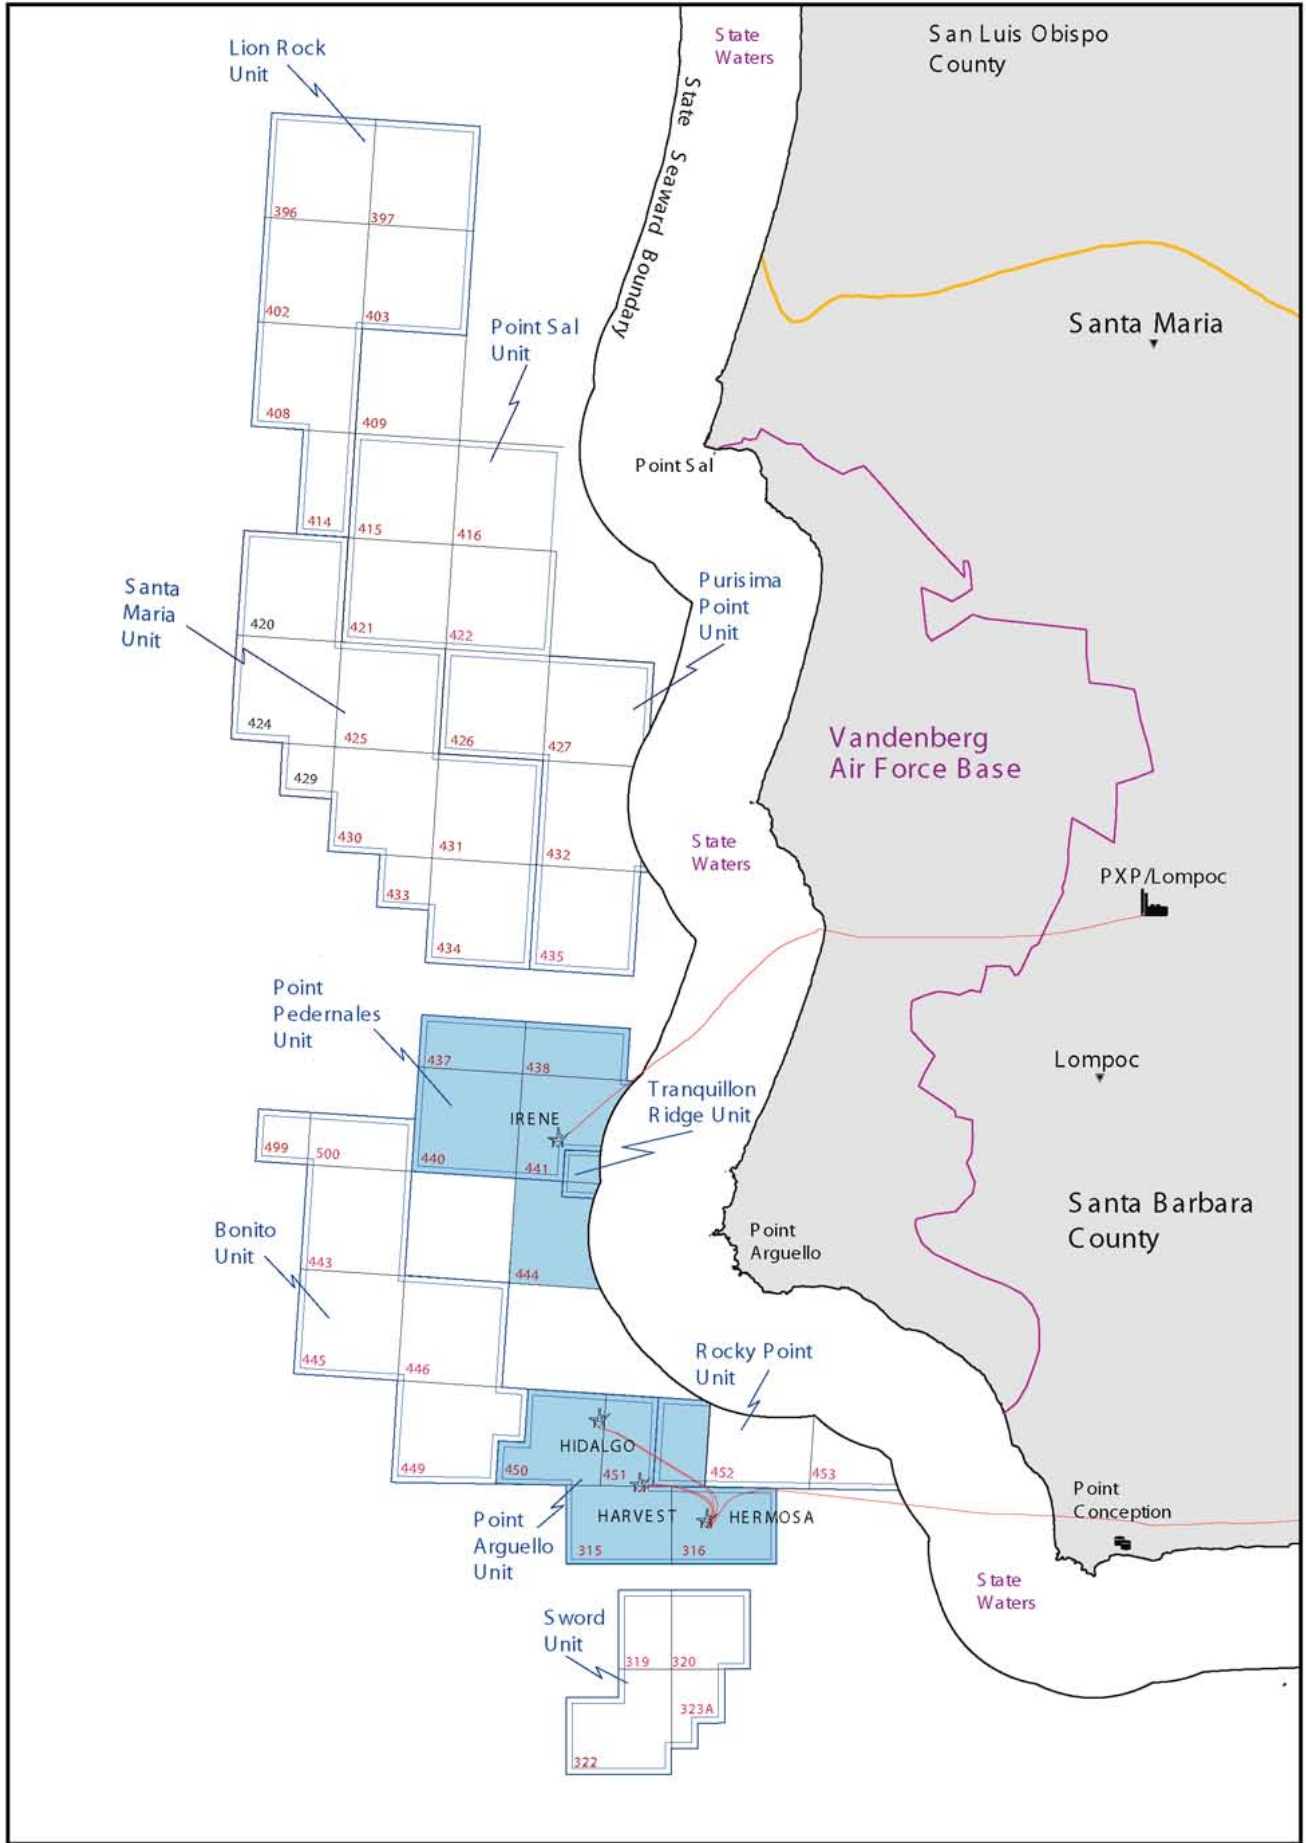 Lion Rock
Unit
State
Waters
San Luis Obispo
County
State Seaward Boundary
396
397
402
403
Point Sal
Unit
Santa Maria
408
409
Point Sal
414
415
416
Santa
Maria
Unit
Purisima
Point
Unit
420
421
422
424
425
426
427
Vandenberg
Air Force Base
429
430
431
432
State
Waters
PXP/Lompoc
433
434
435
Point
Pedernales
Unit
437
438
Lompoc
Tranquillon
Ridge Unit
IRENE
499
500
440
441
Santa Barbara
County
Bonito
Unit
Point
Arguello
443
444
445
446
Rocky Point
Unit
HIDALGO
449
450
451
452
453
Point
Conception
Point
Arguello
Unit
HARVEST
HERMOSA
315
316
State
Waters
Sword
Unit
319
320
323A
322